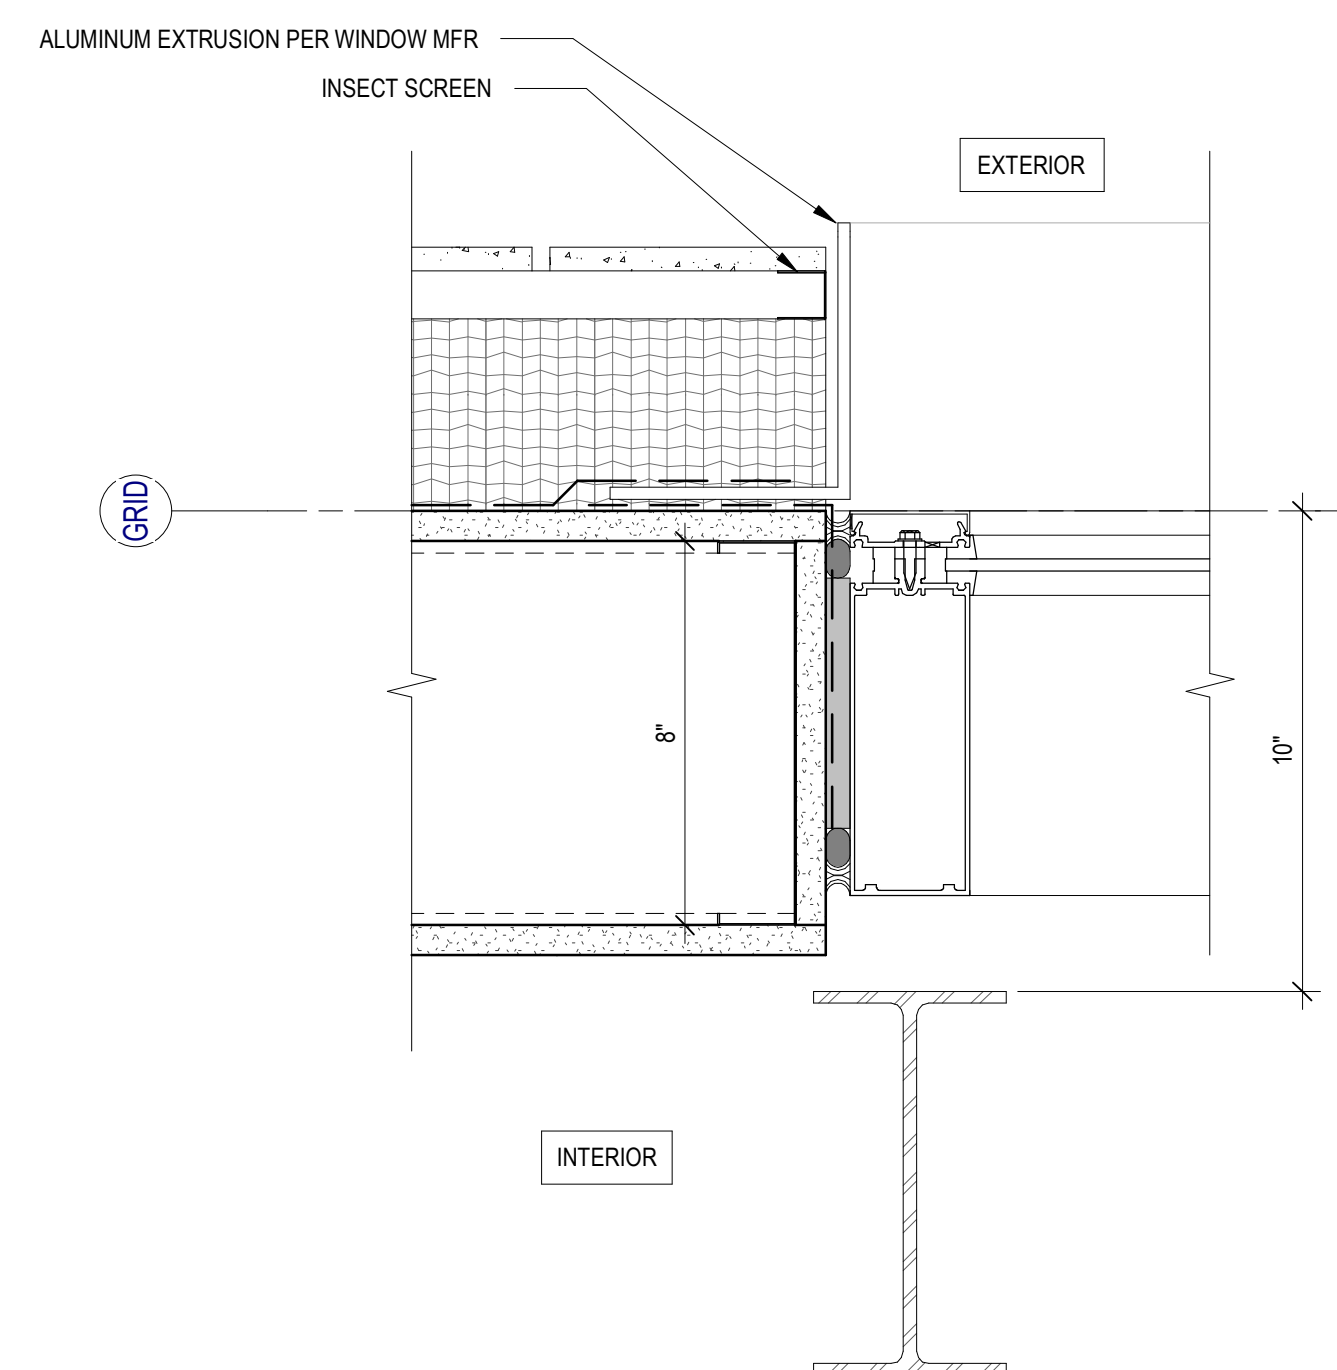 ALUMINUM EXTRUSION PER WINDOW MFR
INSECT SCREEN
EXTERIOR
GRID
8"
10"
INTERIOR